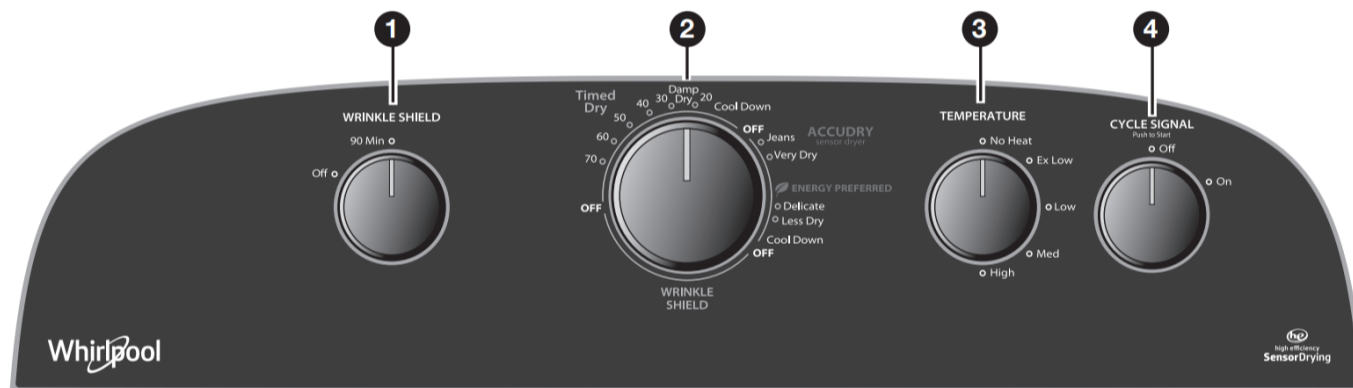 1
2
3
4
WRINKLE SHIELD
90 Min
Off
Timed
Dry
70
60
50
40
30
Damp
Dry
20
Cool Down
OFF
Jeans
Very Dry
ACCUDRY
sensor dryer
ENERGY PREFERRED
Delicate
Less Dry
Cool Down
OFF
WRINKLE
SHIELD
OFF
TEMPERATURE
No Heat
Ex Low
Low
Med
High
CYCLE SIGNAL
Push to Start
Off
On
Whirlpool
he
high efficiency
SensorDrying